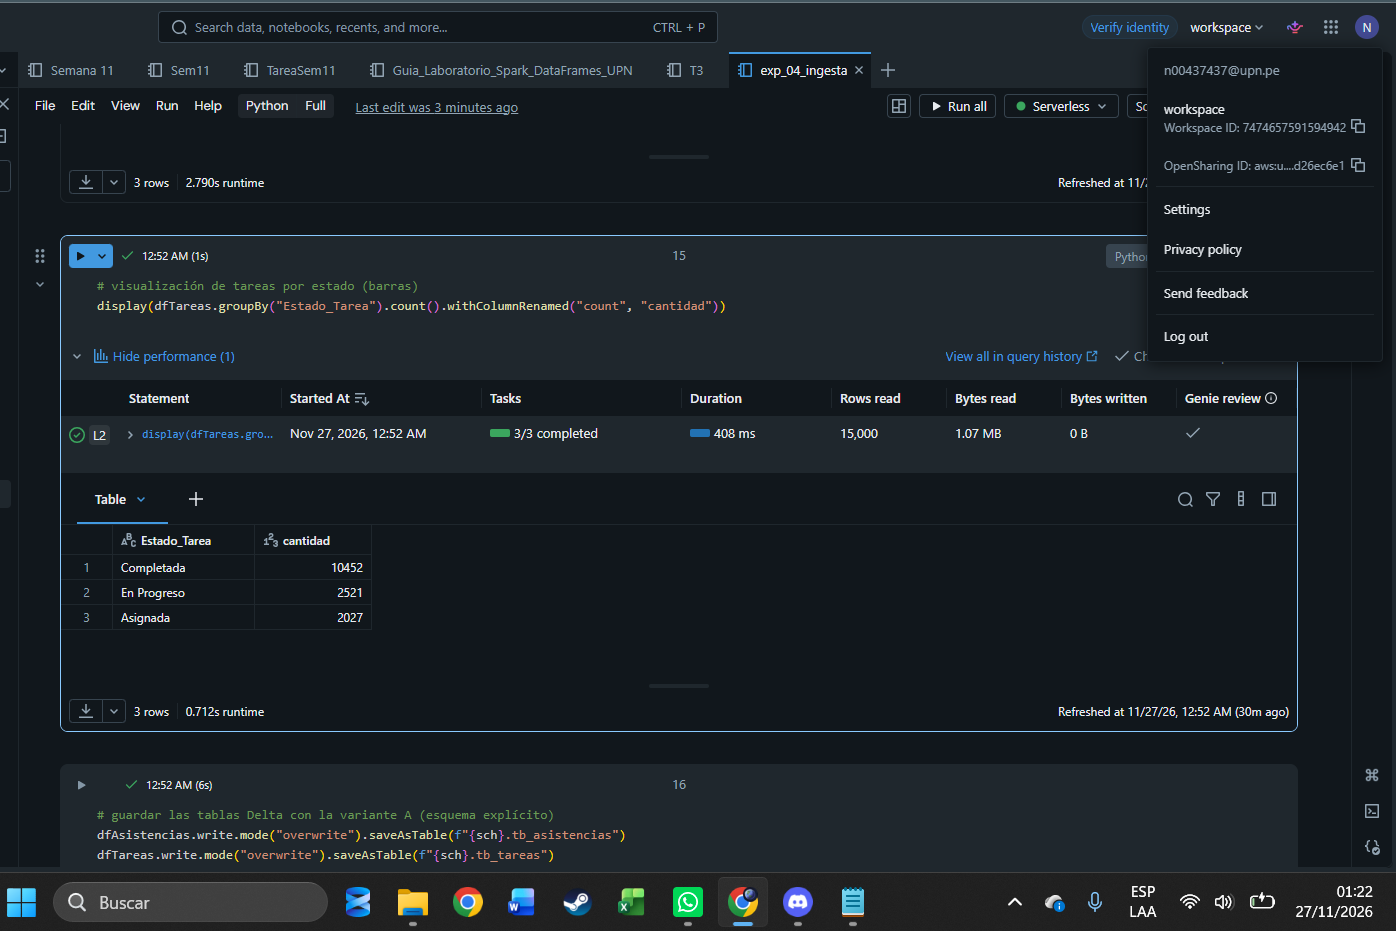 Search data, notebooks, recents, and more...
CTRL + P
Verify identity
workspace
N
Semana 11
Sem11
TareaSem11
Guia_Laboratorio_Spark_DataFrames_UPN
T3
exp_04_ingesta
File
Edit
View
Run
Help
Python
Full
Last edit was 3 minutes ago
Run all
Serverless
Sc
n00437437@upn.pe
workspace
Workspace ID: 7474657591594942
OpenSharing ID: aws:u....d26ec6e1
Settings
Privacy policy
Send feedback
Log out
3 rows
2.790s runtime
Refreshed at 11/2
12:52 AM (1s)
15
Python
# visualización de tareas por estado (barras)
display(dfTareas.groupBy("Estado_Tarea").count().withColumnRenamed("count", "cantidad"))
Hide performance (1)
View all in query history
Statement
Started At
Tasks
Duration
Rows read
Bytes read
Bytes written
Genie review
L2
display(dfTareas.gro...
Nov 27, 2026, 12:52 AM
3/3 completed
408 ms
15,000
1.07 MB
0 B
Table
Estado_Tarea
cantidad
1 Completada 10452
2 En Progreso 2521
3 Asignada 2027
3 rows
0.712s runtime
Refreshed at 11/27/26, 12:52 AM (30m ago)
12:52 AM (6s)
16
# guardar las tablas Delta con la variante A (esquema explícito)
dfAsistencias.write.mode("overwrite").saveAsTable(f"{sch}.tb_asistencias")
dfTareas.write.mode("overwrite").saveAsTable(f"{sch}.tb_tareas")
Buscar
ESP
LAA
01:22
27/11/2026